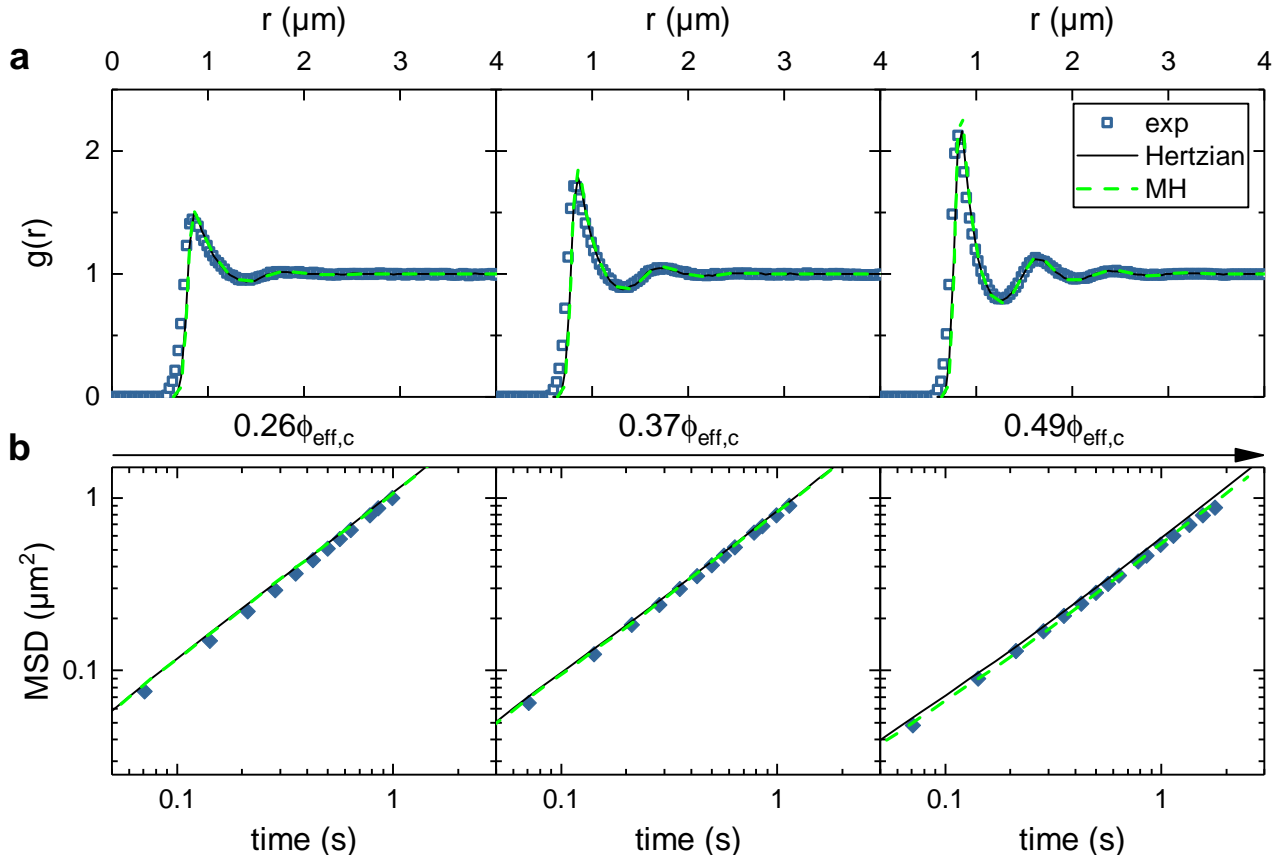 r (µm) r (µm) r (µm)
a
0 1 2 3 4 1 2 3 4 1 2 3 4
2
1
0
g(r)
exp
Hertzian
MH
0.26ϕeff,c 0.37ϕeff,c 0.49ϕeff,c
b
1
0.1
MSD (µm²)
0.1 1 0.1 1 0.1 1
time (s) time (s) time (s)